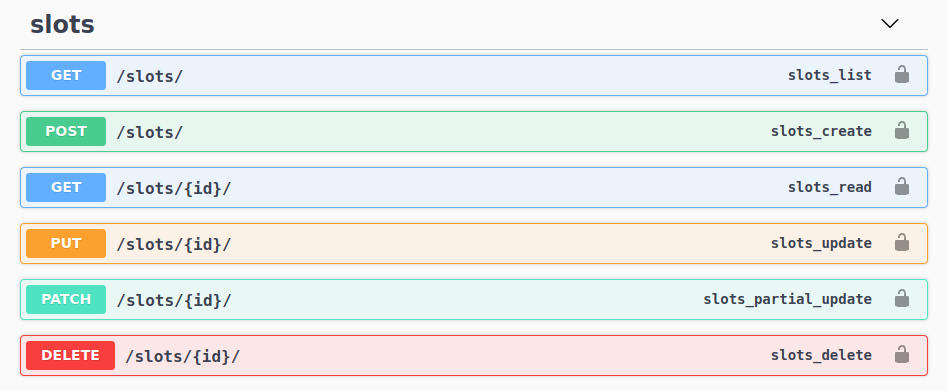 slots
GET /slots/ slots_list
POST /slots/ slots_create
GET /slots/{id}/ slots_read
PUT /slots/{id}/ slots_update
PATCH /slots/{id}/ slots_partial_update
DELETE /slots/{id}/ slots_delete